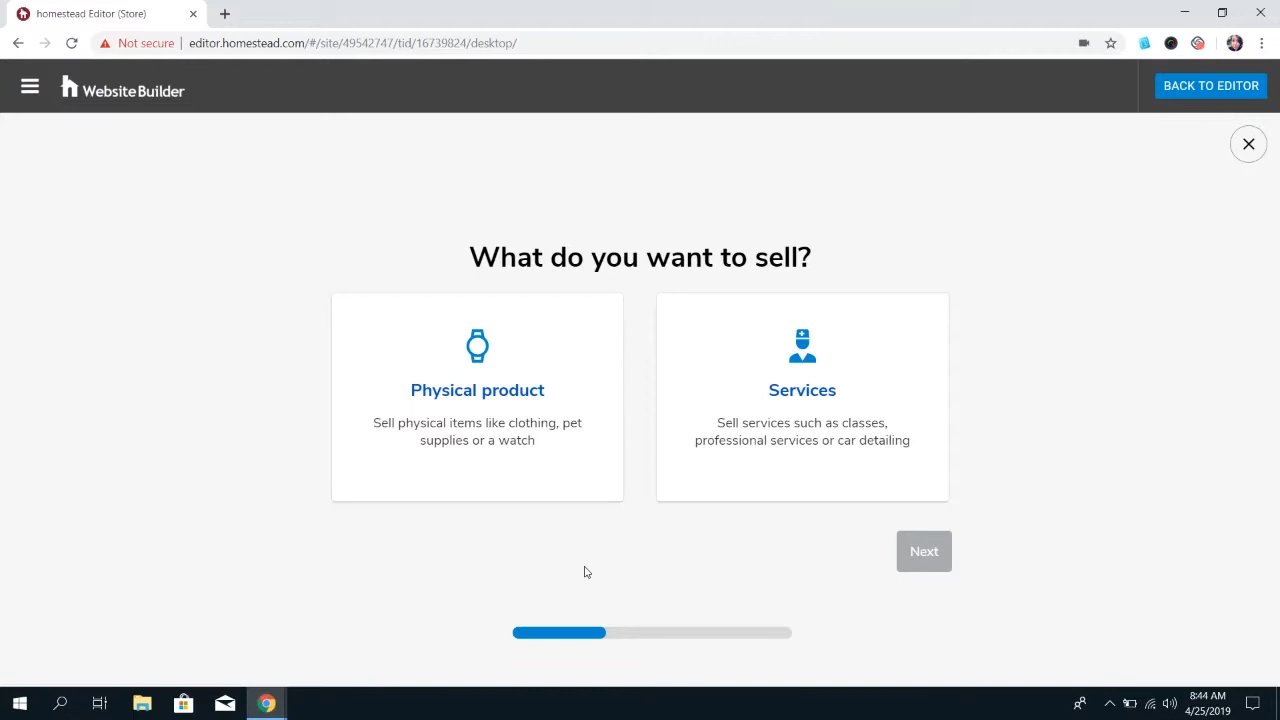 homestead Editor (Store)
Not secure
editor.homestead.com/#/site/49542747/tid/16739824/desktop/
h WebsiteBuilder
BACK TO EDITOR
What do you want to sell?
Physical product
Sell physical items like clothing, pet
supplies or a watch
Services
Sell services such as classes,
professional services or car detailing
Next
8:44 AM
4/25/2019